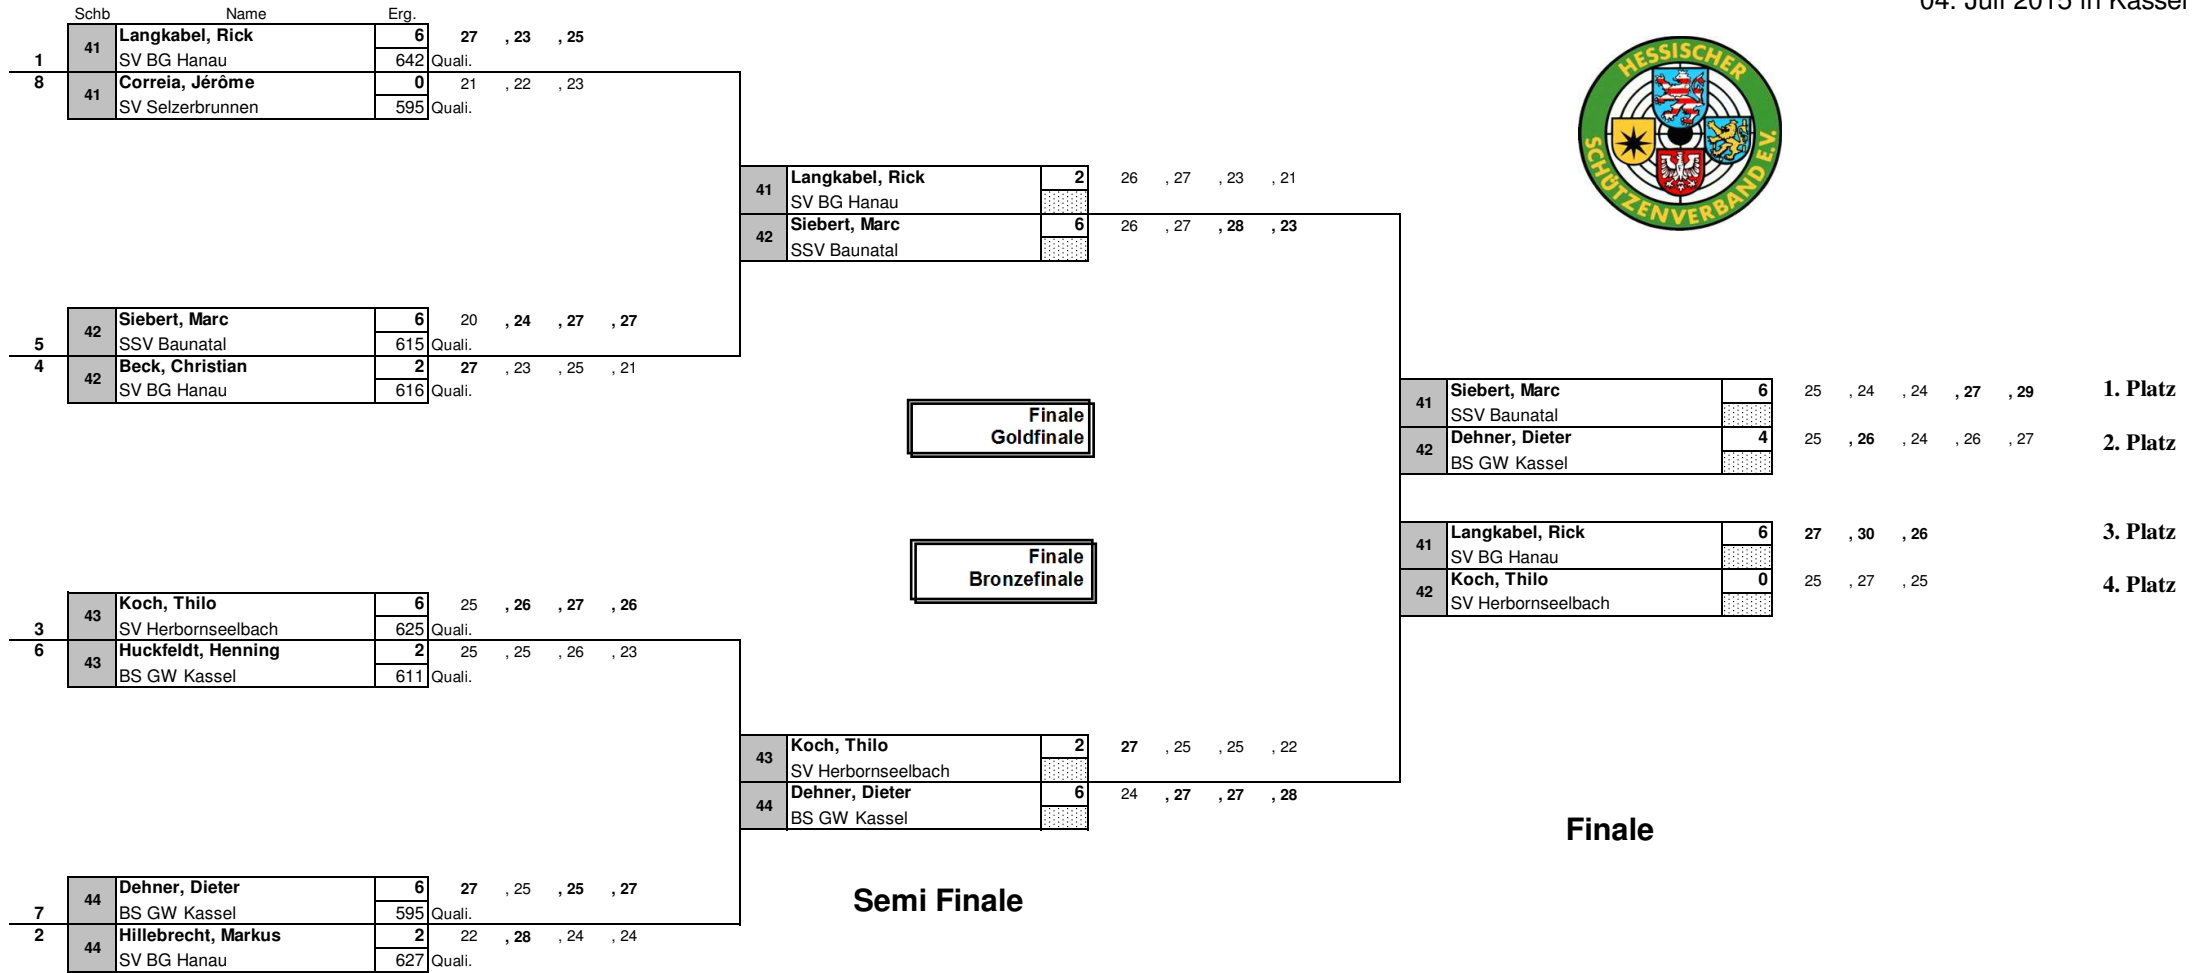 04. Juli 2015 in Kassel
Schb Name Erg.
41 Langkabel, Rick 6 27 , 23 , 25
1 SV BG Hanau 642 Quali.
8 41 Correia, Jérôme 0 21 , 22 , 23
SV Selzerbrunnen 595 Quali.
HESSISCHER
SCHÜTZENVERBAND E.V.
41 Langkabel, Rick 2 26 , 27 , 23 , 21
SV BG Hanau
42 Siebert, Marc 6 26 , 27 , 28 , 23
SSV Baunatal
42 Siebert, Marc 6 20 , 24 , 27 , 27
5 SSV Baunatal 615 Quali.
4 42 Beck, Christian 2 27 , 23 , 25 , 21
SV BG Hanau 616 Quali.
41 Siebert, Marc 6 25 , 24 , 24 , 27 , 29 1. Platz
SSV Baunatal
42 Dehner, Dieter 4 25 , 26 , 24 , 26 , 27 2. Platz
BS GW Kassel
Finale
Goldfinale
41 Langkabel, Rick 6 27 , 30 , 26 3. Platz
SV BG Hanau
42 Koch, Thilo 0 25 , 27 , 25 4. Platz
SV Herbornseelbach
Finale
Bronzefinale
43 Koch, Thilo 6 25 , 26 , 27 , 26
3 SV Herbornseelbach 625 Quali.
6 43 Huckfeldt, Henning 2 25 , 25 , 26 , 23
BS GW Kassel 611 Quali.
43 Koch, Thilo 2 27 , 25 , 25 , 22
SV Herbornseelbach
44 Dehner, Dieter 6 24 , 27 , 27 , 28
BS GW Kassel
Finale
Semi Finale
44 Dehner, Dieter 6 27 , 25 , 25 , 27
7 BS GW Kassel 595 Quali.
2 44 Hillebrecht, Markus 2 22 , 28 , 24 , 24
SV BG Hanau 627 Quali.